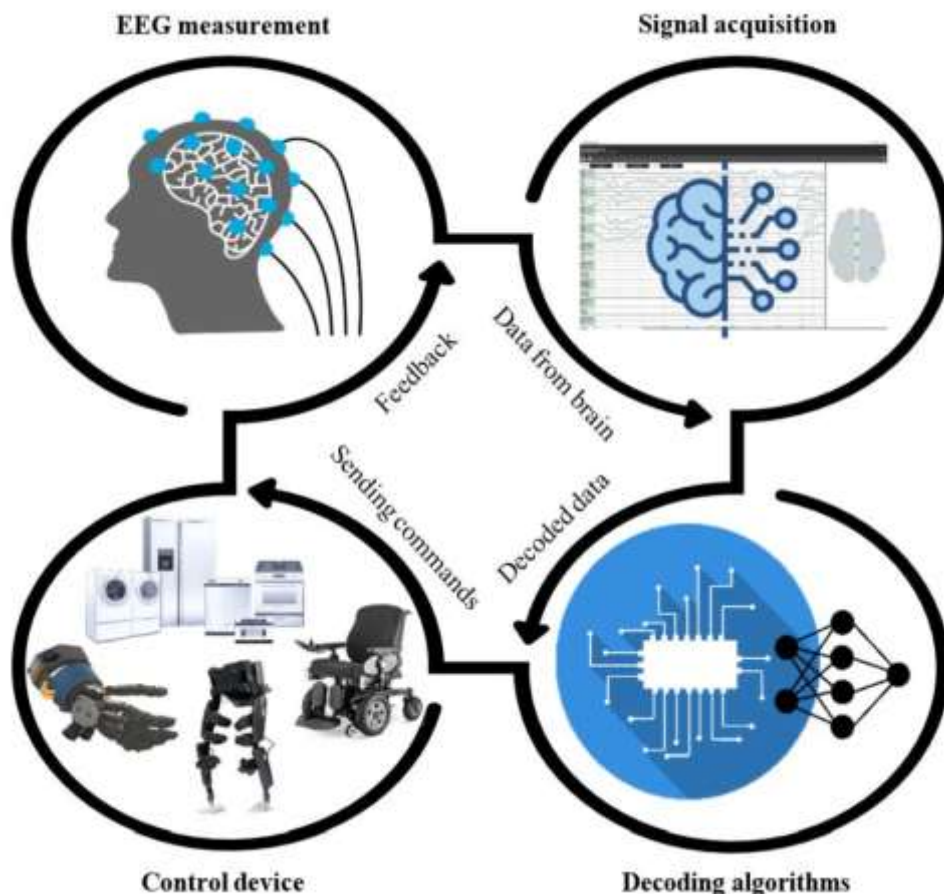 EEG measurement
Signal acquisition
Feedback
Data from brain
Sending commands
Decoded data
Control device
Decoding algorithms